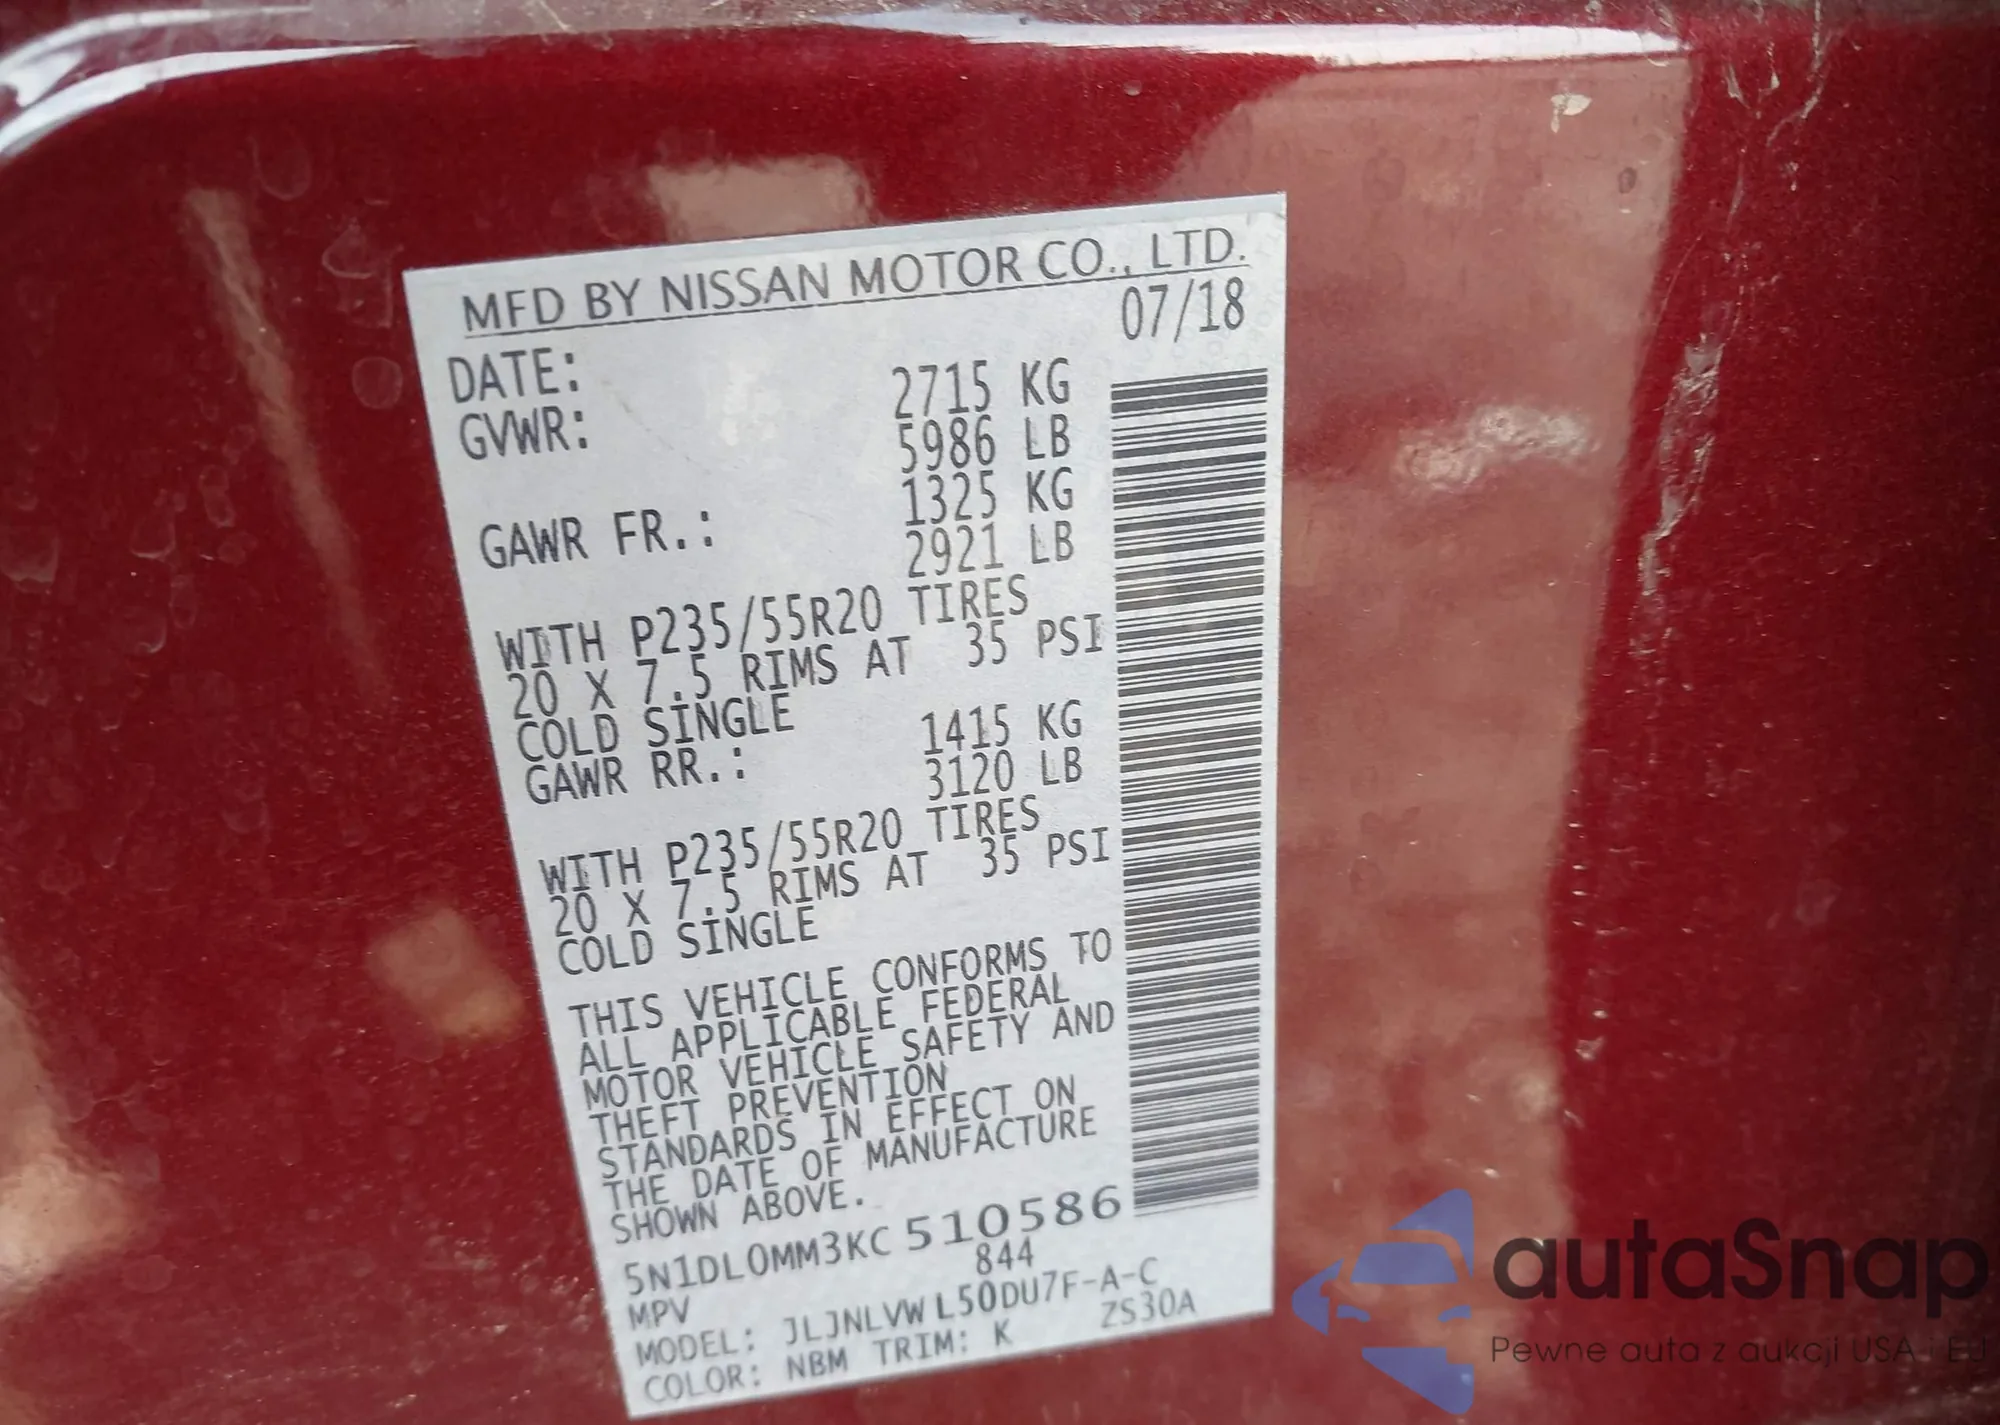 MFD BY NISSAN MOTOR CO., LTD.
DATE: 07/18
GVWR: 2715 KG
5986 LB
GAWR FR.: 1325 KG
2921 LB
WITH P235/55R20 TIRES
20 X 7.5 RIMS AT 35 PSI
COLD SINGLE
GAWR RR.: 1415 KG
3120 LB
WITH P235/55R20 TIRES
20 X 7.5 RIMS AT 35 PSI
COLD SINGLE
THIS VEHICLE CONFORMS TO
ALL APPLICABLE FEDERAL
MOTOR VEHICLE SAFETY AND
THEFT PREVENTION
STANDARDS IN EFFECT ON
THE DATE OF MANUFACTURE
SHOWN ABOVE.
5N1DL0MM3KC510586
MPV 844
MODEL: JLJNLVWL50DU7F-A-C
COLOR: NBM TRIM: K ZS30A
autaSnap
Pewne auta z aukcji USA i EU